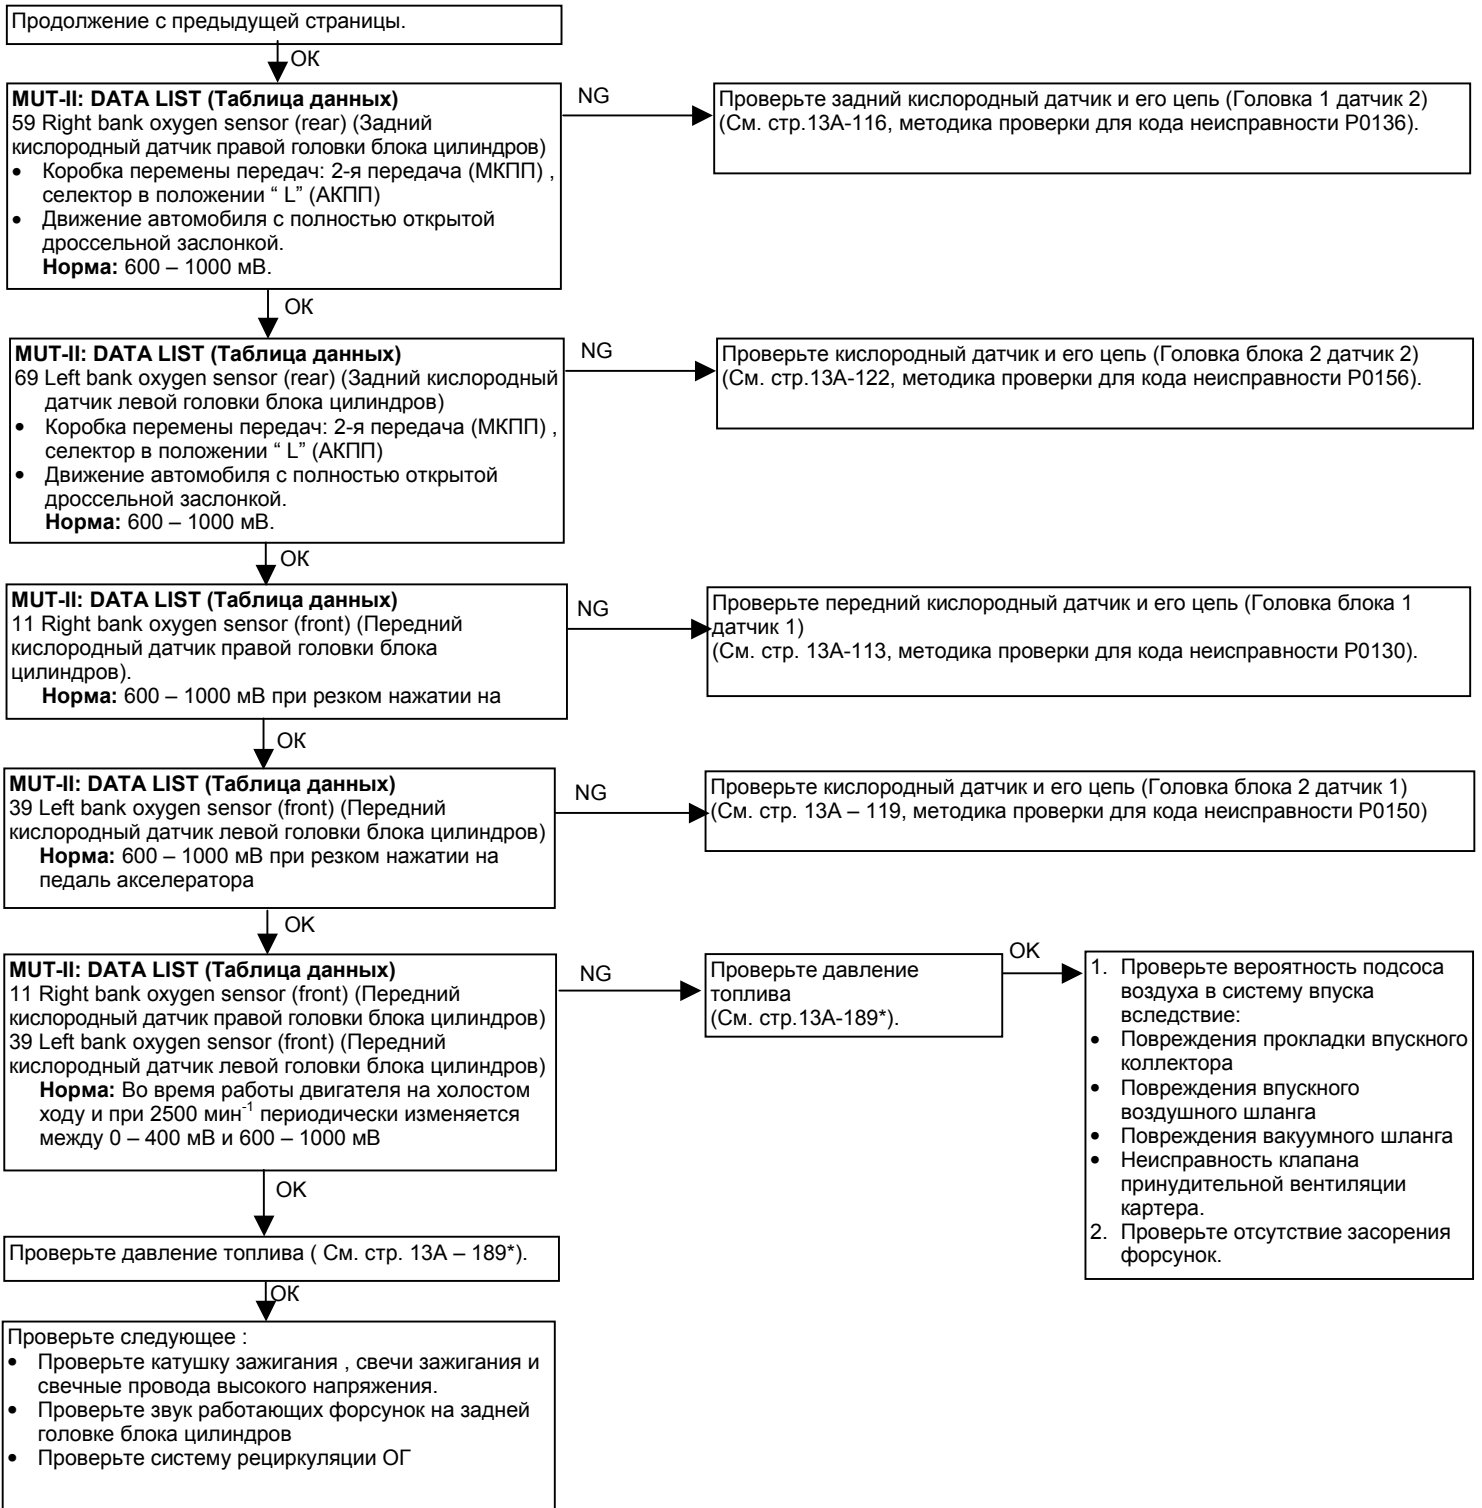 Продолжение с предыдущей страницы.
ОК
MUT-II: DATA LIST (Таблица данных)
59 Right bank oxygen sensor (rear) (Задний
кислородный датчик правой головки блока цилиндров)
• Коробка перемены передач: 2-я передача (МКПП) ,
селектор в положении “ L” (АКПП)
• Движение автомобиля с полностью открытой
дроссельной заслонкой.
Норма: 600 – 1000 мВ.
NG
Проверьте задний кислородный датчик и его цепь (Головка 1 датчик 2)
(См. стр.13А-116, методика проверки для кода неисправности Р0136).
ОК
MUT-II: DATA LIST (Таблица данных)
69 Left bank oxygen sensor (rear) (Задний кислородный
датчик левой головки блока цилиндров)
• Коробка перемены передач: 2-я передача (МКПП) ,
селектор в положении “ L” (АКПП)
• Движение автомобиля с полностью открытой
дроссельной заслонкой.
Норма: 600 – 1000 мВ.
NG
Проверьте кислородный датчик и его цепь (Головка блока 2 датчик 2)
(См. стр.13А-122, методика проверки для кода неисправности Р0156).
ОК
MUT-II: DATA LIST (Таблица данных)
11 Right bank oxygen sensor (front) (Передний
кислородный датчик правой головки блока
цилиндров).
Норма: 600 – 1000 мВ при резком нажатии на
NG
Проверьте передний кислородный датчик и его цепь (Головка блока 1
датчик 1)
(См. стр. 13А-113, методика проверки для кода неисправности Р0130).
ОК
MUT-II: DATA LIST (Таблица данных)
39 Left bank oxygen sensor (front) (Передний
кислородный датчик левой головки блока цилиндров)
Норма: 600 – 1000 мВ при резком нажатии на
педаль акселератора
NG
Проверьте кислородный датчик и его цепь (Головка блока 2 датчик 1)
(См. стр. 13А – 119, методика проверки для кода неисправности Р0150)
ОК
MUT-II: DATA LIST (Таблица данных)
11 Right bank oxygen sensor (front) (Передний
кислородный датчик правой головки блока цилиндров)
39 Left bank oxygen sensor (front) (Передний
кислородный датчик левой головки блока цилиндров)
Норма: Во время работы двигателя на холостом
ходу и при 2500 мин⁻¹ периодически изменяется
между 0 – 400 мВ и 600 – 1000 мВ
NG
Проверьте давление
топлива
(См. стр.13А-189*).
ОК
1. Проверьте вероятность подсоса
воздуха в систему впуска
вследствие:
• Повреждения прокладки впускного
коллектора
• Повреждения впускного
воздушного шланга
• Повреждения вакуумного шланга
• Неисправность клапана
принудительной вентиляции
картера.
2. Проверьте отсутствие засорения
форсунок.
ОК
Проверьте давление топлива ( См. стр. 13А – 189*).
ОК
Проверьте следующее :
• Проверьте катушку зажигания , свечи зажигания и
свечные провода высокого напряжения.
• Проверьте звук работающих форсунок на задней
головке блока цилиндров
• Проверьте систему рециркуляции ОГ